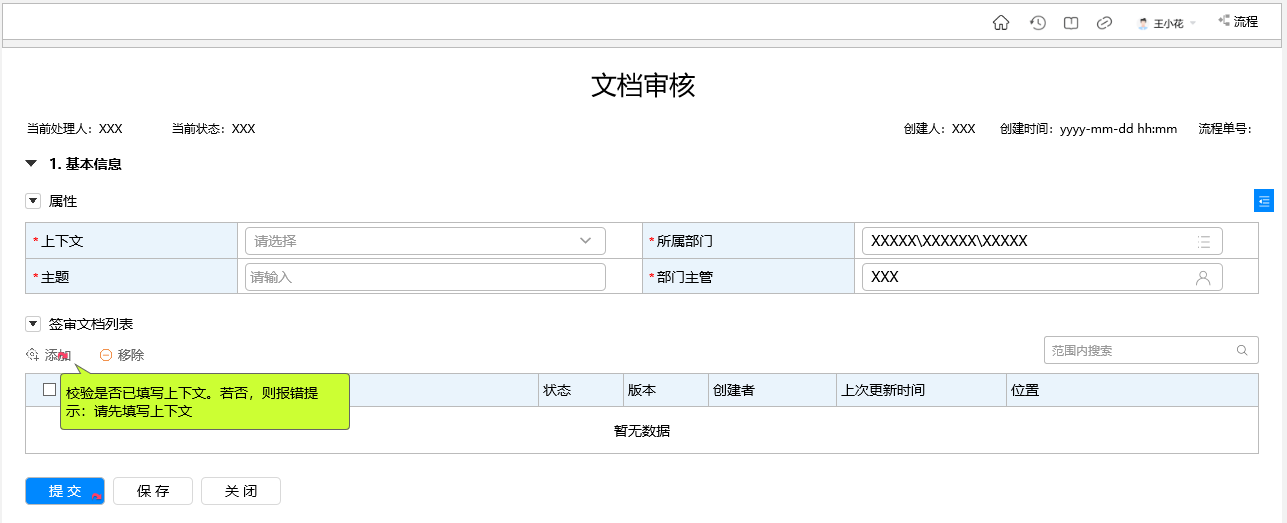 王小花 流程
文档审核
当前处理人：XXX 当前状态：XXX 创建人：XXX 创建时间：yyyy-mm-dd hh:mm 流程单号:
1. 基本信息
属性
*上下文 请选择 *所属部门 XXXXX\XXXXXX\XXXXX
*主题 请输入 *部门主管 XXX
签审文档列表
添加 移除 范围内搜索
状态 版本 创建者 上次更新时间 位置
校验是否已填写上下文。若否，则报错提
示：请先填写上下文
暂无数据
提 交 保 存 关 闭